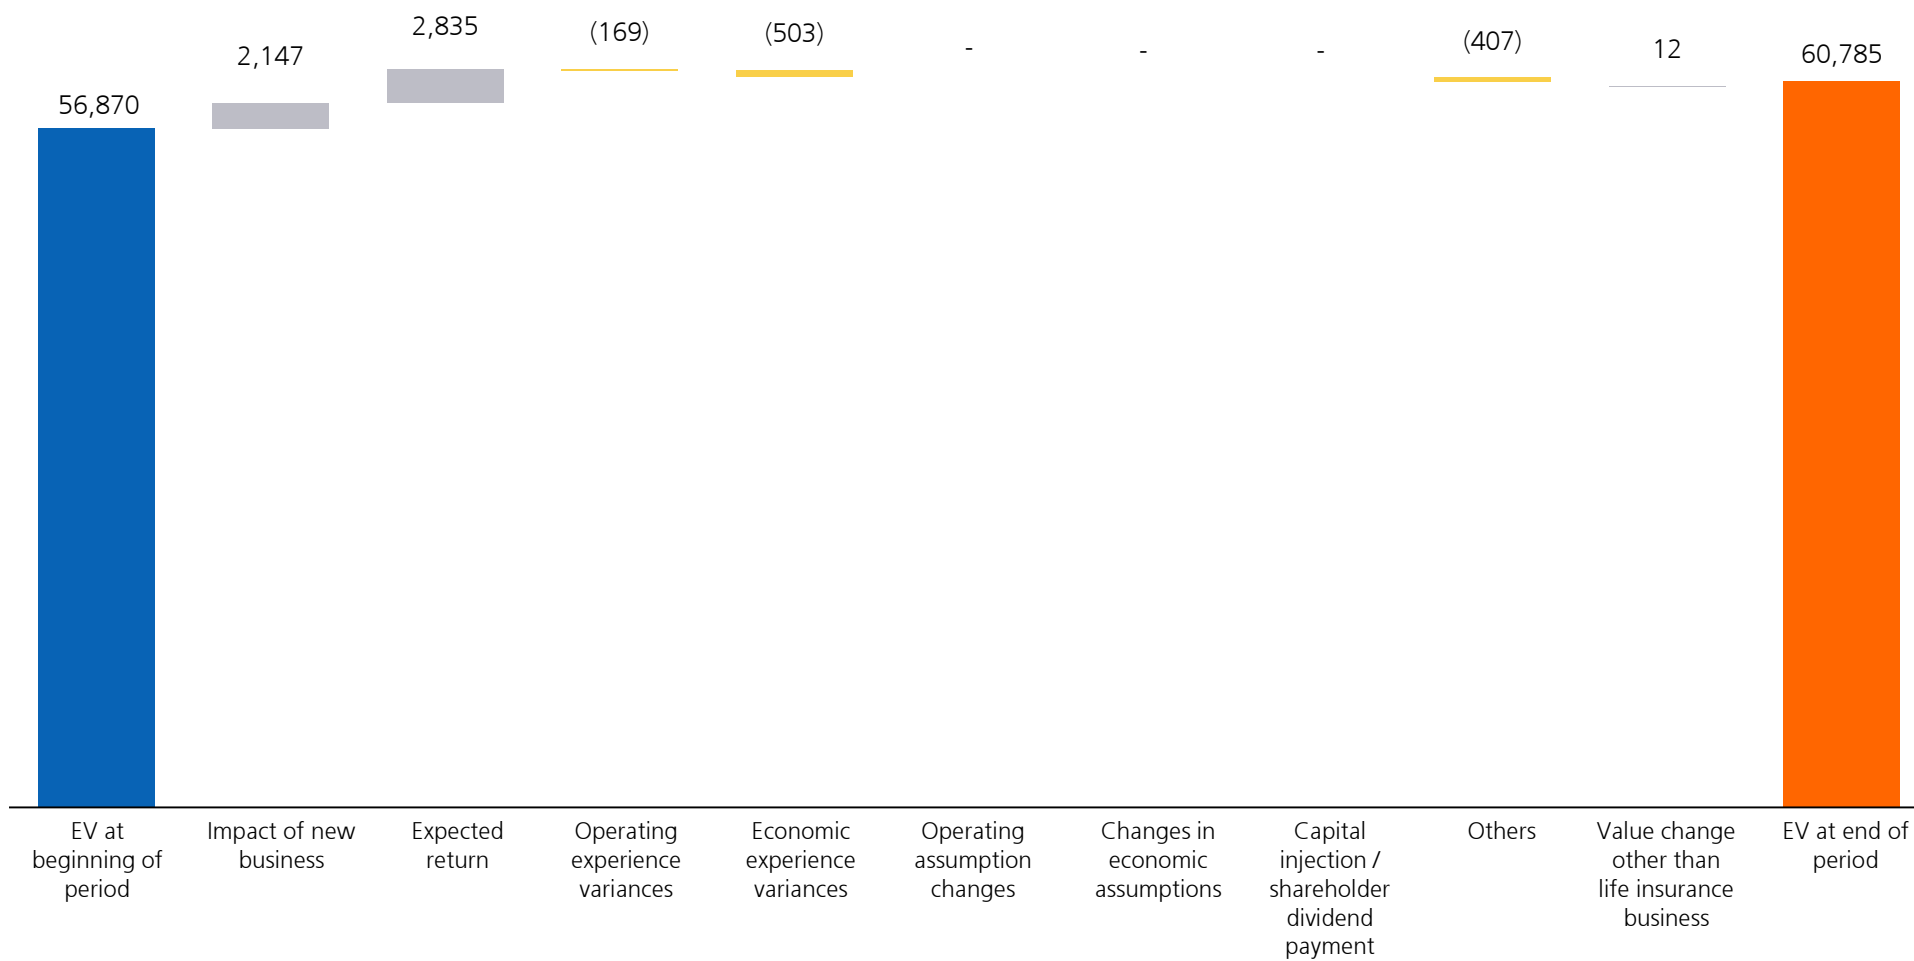 56,870
2,147
2,835
(169)
(503)
-
-
-
(407)
12
60,785
EV at
beginning of
period
Impact of new
business
Expected
return
Operating
experience
variances
Economic
experience
variances
Operating
assumption
changes
Changes in
economic
assumptions
Capital
injection /
shareholder
dividend
payment
Others
Value change
other than
life insurance
business
EV at end of
period